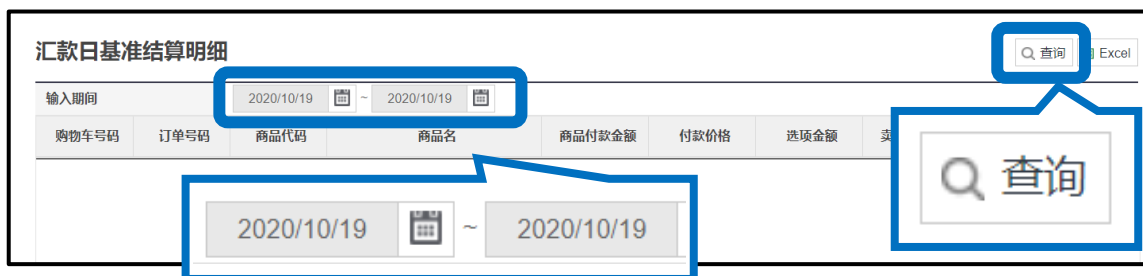 汇款日基准结算明细
查询
Excel
输入期间
2020/10/19 ~ 2020/10/19
购物车号码 订单号码 商品代码 商品名 商品付款金额 付款价格 选项金额
查询
2020/10/19 ~ 2020/10/19